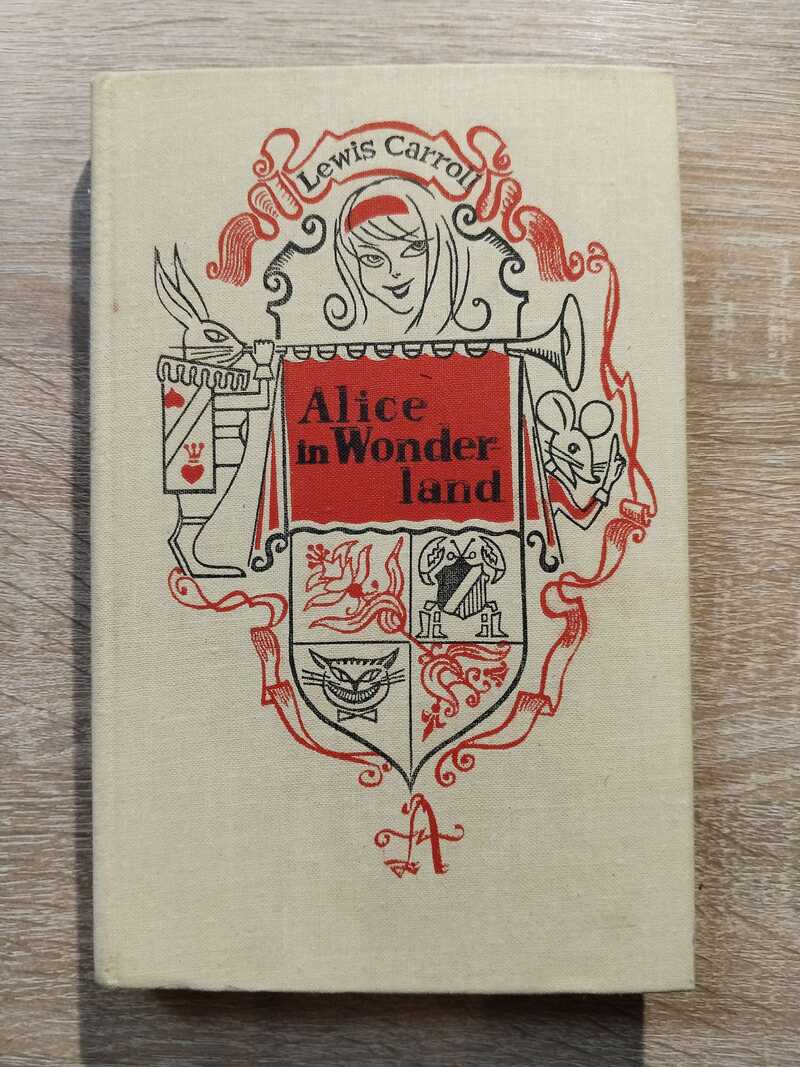 Lewis Carroll
Alice
in Wonder-
land
A